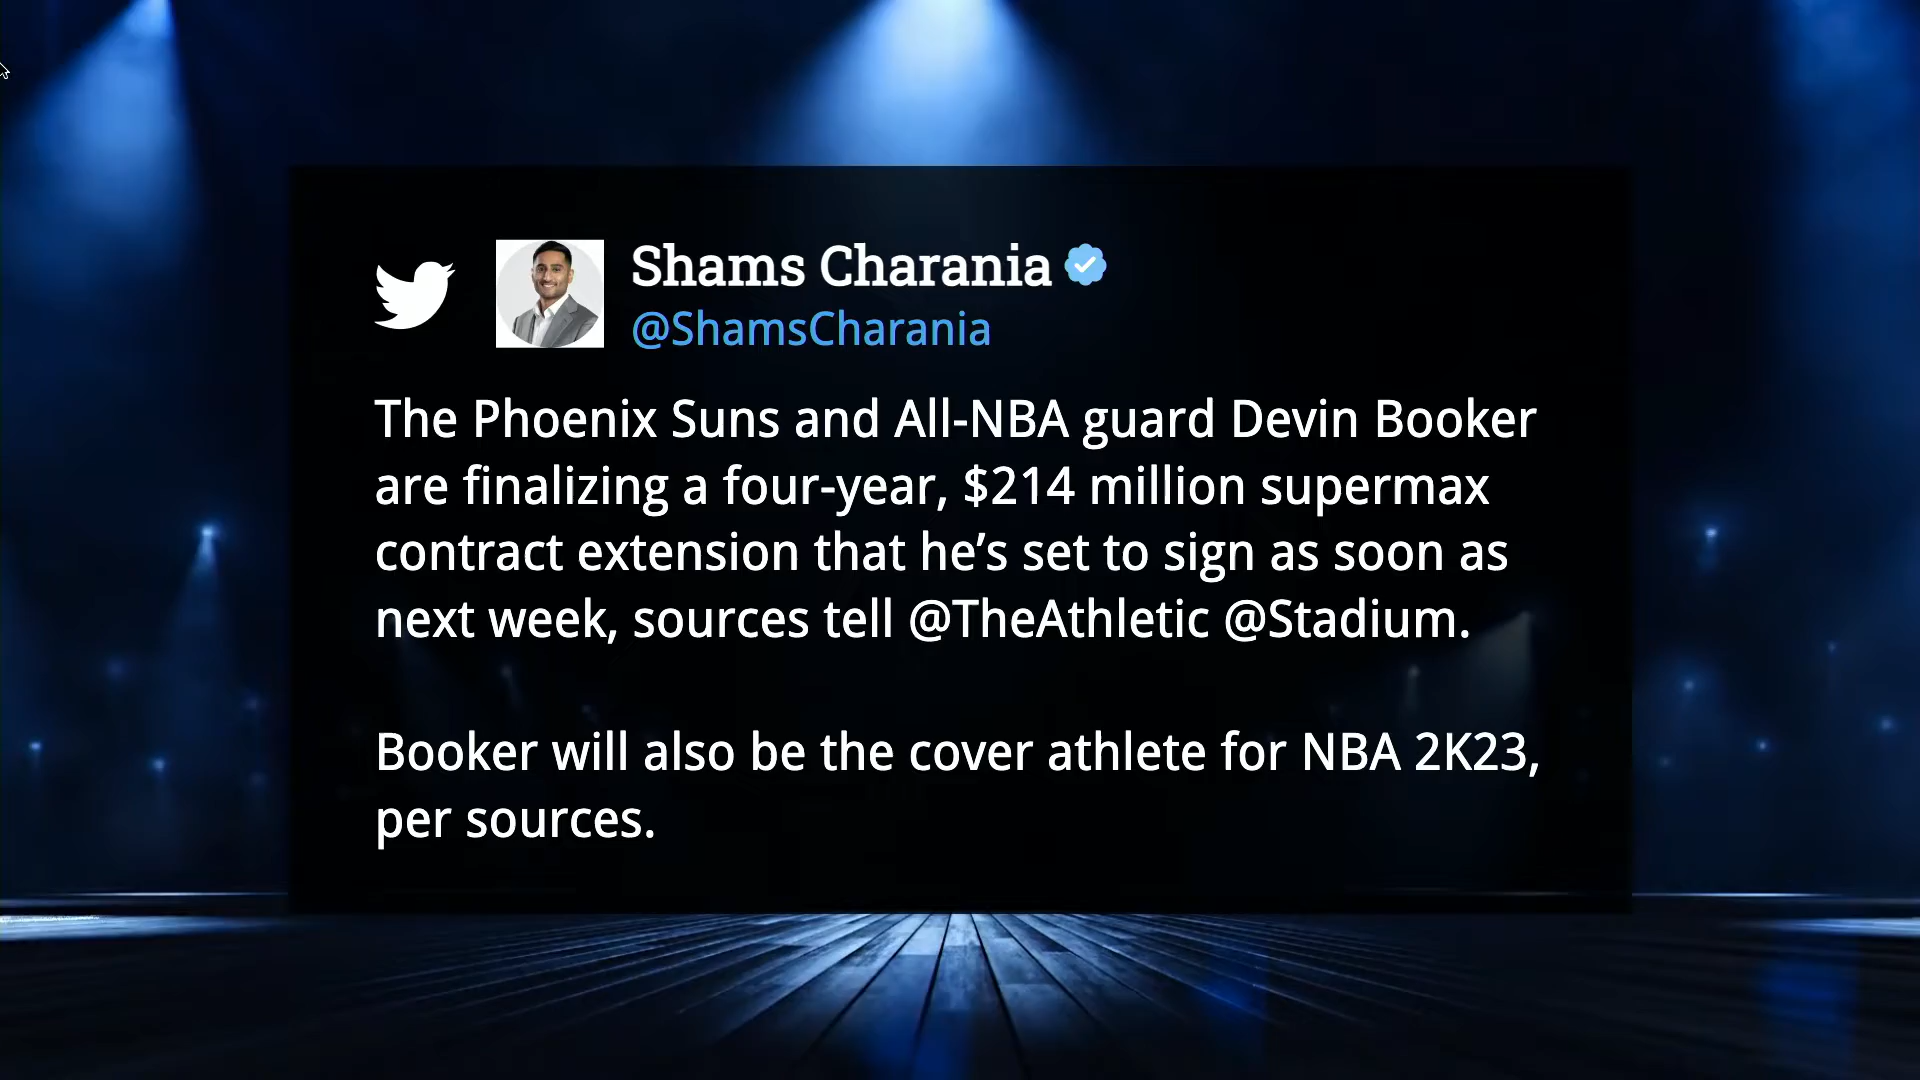 Shams Charania
@ShamsCharania
The Phoenix Suns and All-NBA guard Devin Booker
are finalizing a four-year, $214 million supermax
contract extension that he’s set to sign as soon as
next week, sources tell @TheAthletic @Stadium.
Booker will also be the cover athlete for NBA 2K23,
per sources.